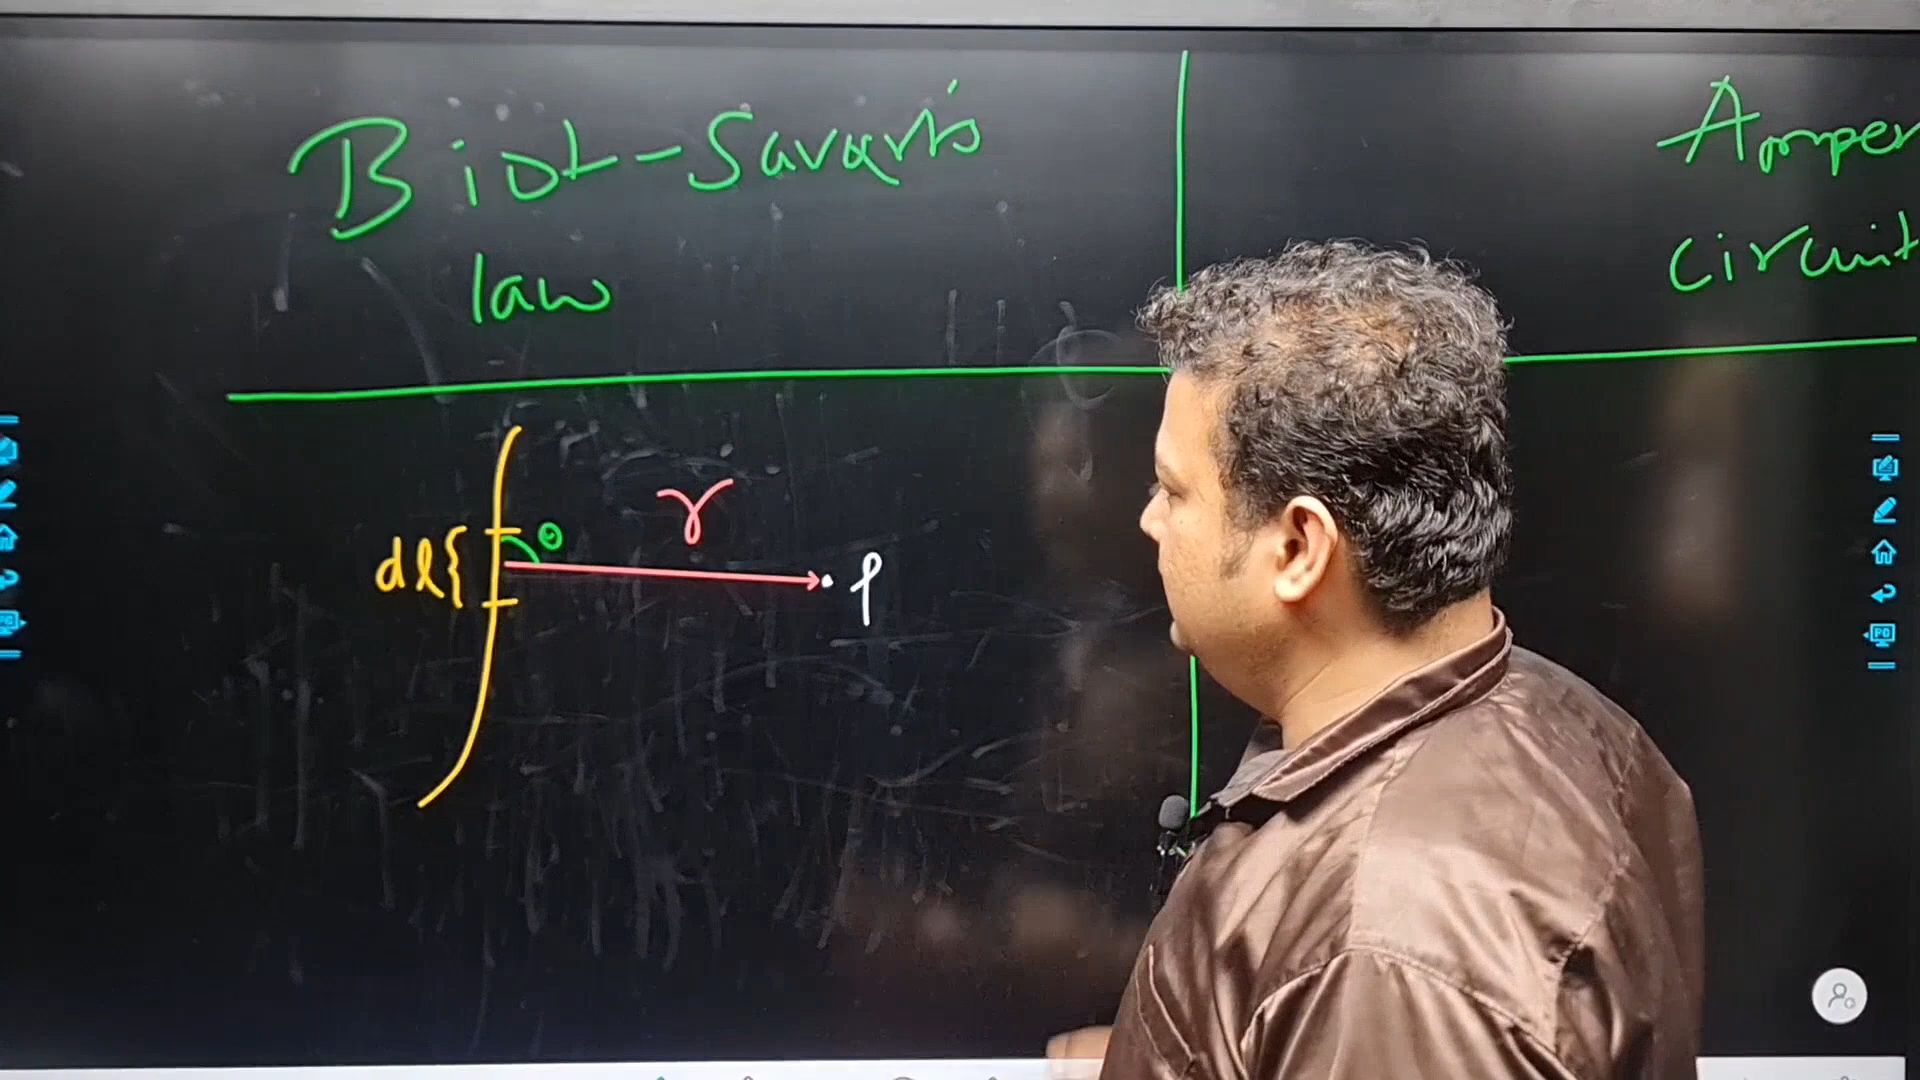 Biot-Savart's
law
Amper
circuit
r
θ
dl{
P